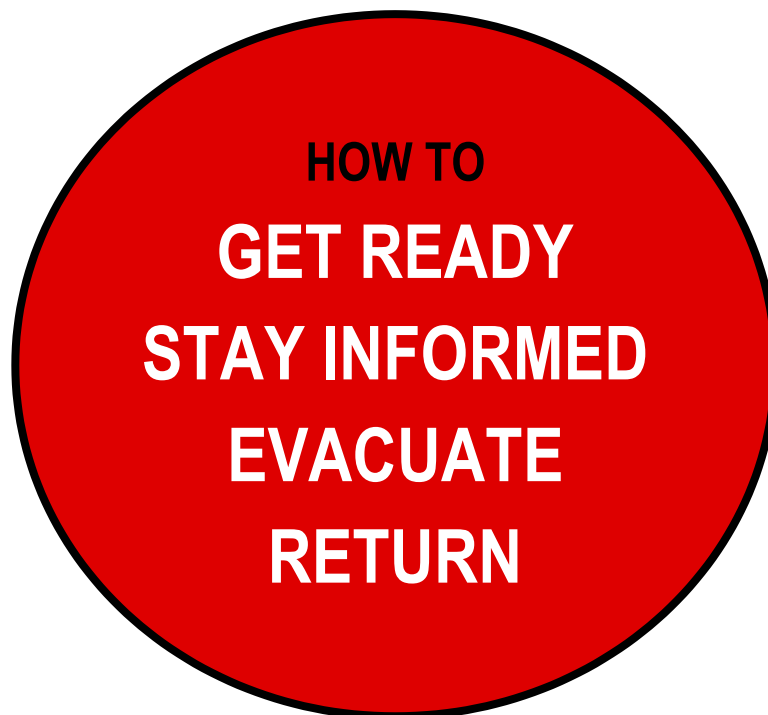 HOW TO
GET READY
STAY INFORMED
EVACUATE
RETURN